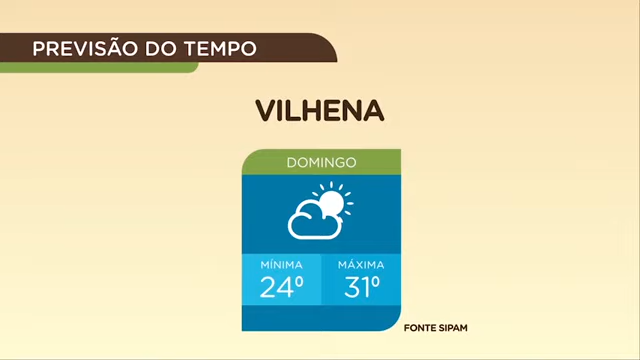 PREVISÃO DO TEMPO
VILHENA
DOMINGO
MÍNIMA MÁXIMA
24º 31º
FONTE SIPAM